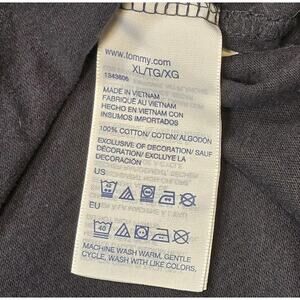 www.tommy.com
XL/TG/XG
1343606
MADE IN VIETNAM
FABRIQUÉ AU VIETNAM
HECHO EN VIETNAM CON
INSUMOS IMPORTADOS
100% COTTON/ COTON/ ALGODÓN
EXCLUSIVE OF DECORATION/ SAUF
DÉCORATION/ EXCLUYE LA
DECORACIÓN
US
EU
40
MACHINE WASH WARM, GENTLE
CYCLE, WASH WITH LIKE COLORS,